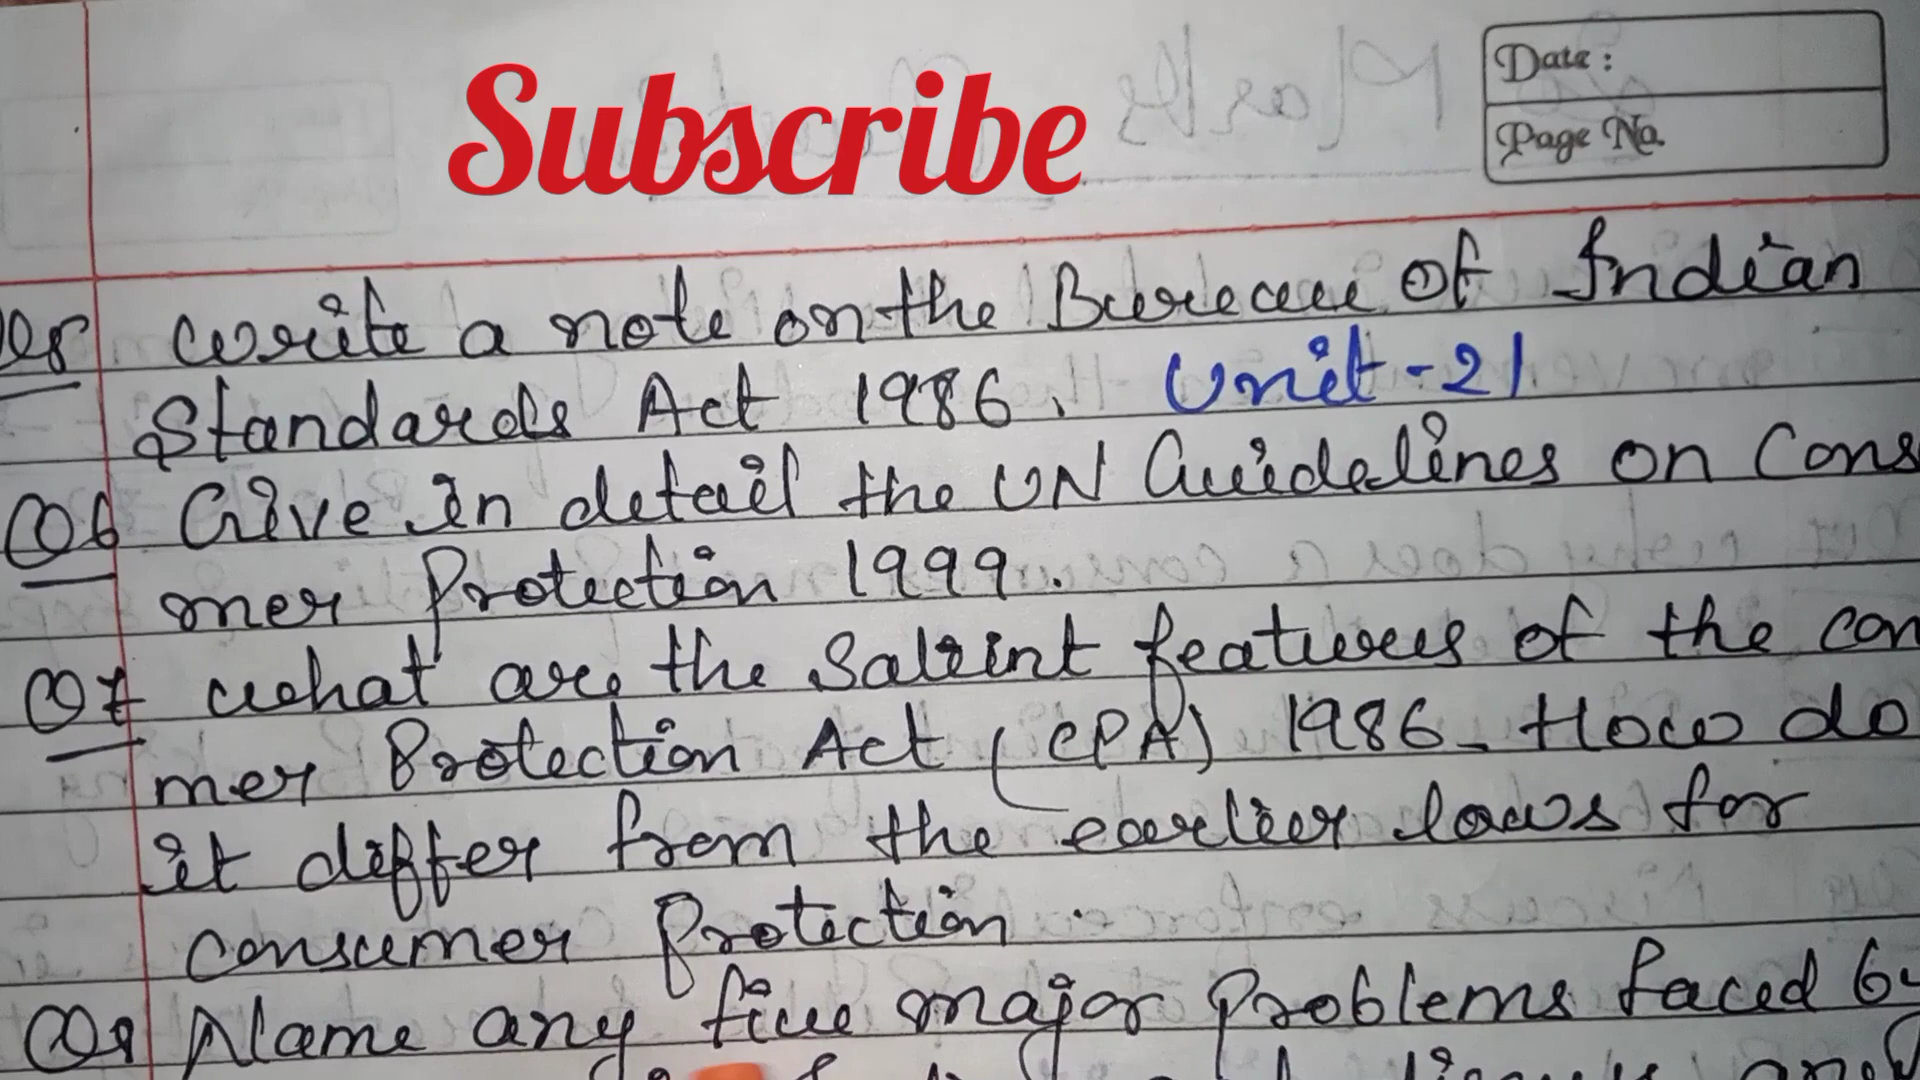 Subscribe
Date :
Page No.
Q5 write a note on the Bureau of Indian
Standards Act 1986. Unit-21
Q6 Give in detail the UN Guidelines on Cons
mer Protection 1999.
Q7 what are the Salient features of the con
mer Protection Act (CPA) 1986. How do
it differ from the earlier laws for
consumer Protection.
Name any five major Problems faced by